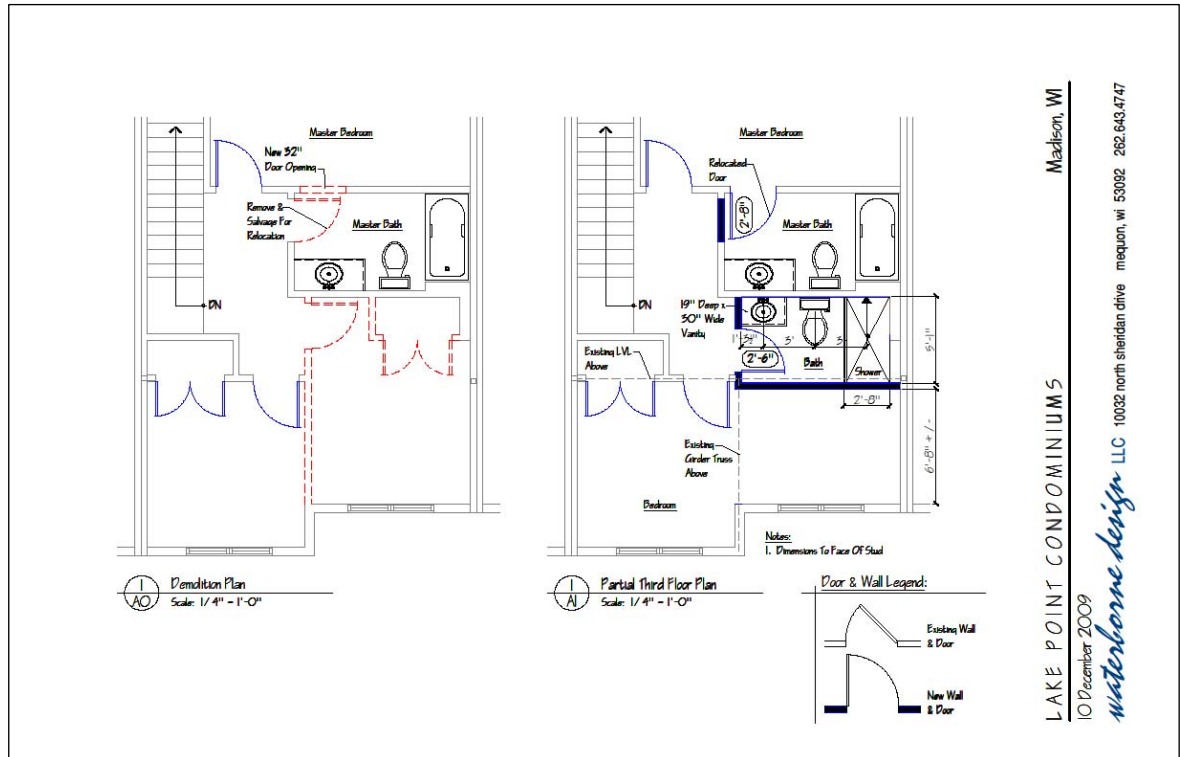 Master Bedroom
New 32"
Door Opening
Remove &
Salvage For
Relocation
Master Bath
DN
1
A0
Demolition Plan
Scale: 1/4" = 1'-0"
Master Bedroom
Relocated
Door
2'-8"
Master Bath
DN
19" Deep x
30" Wide
Vanity
3'
3'
2'-6"
Bath
Shower
5'-1"
Existing LVL
Above
2'-8"
6'-8" +/-
Existing
Girder Truss
Above
Bedroom
Notes:
1. Dimensions To Face Of Stud
1
A1
Partial Third Floor Plan
Scale: 1/4" = 1'-0"
Door & Wall Legend:
Existing Wall
& Door
New Wall
& Door
LAKE POINT CONDOMINIUMS Madison, WI
10 December 2009
waterborne design LLC 10032 north sheridan drive mequon, wi 53092 262.643.4747